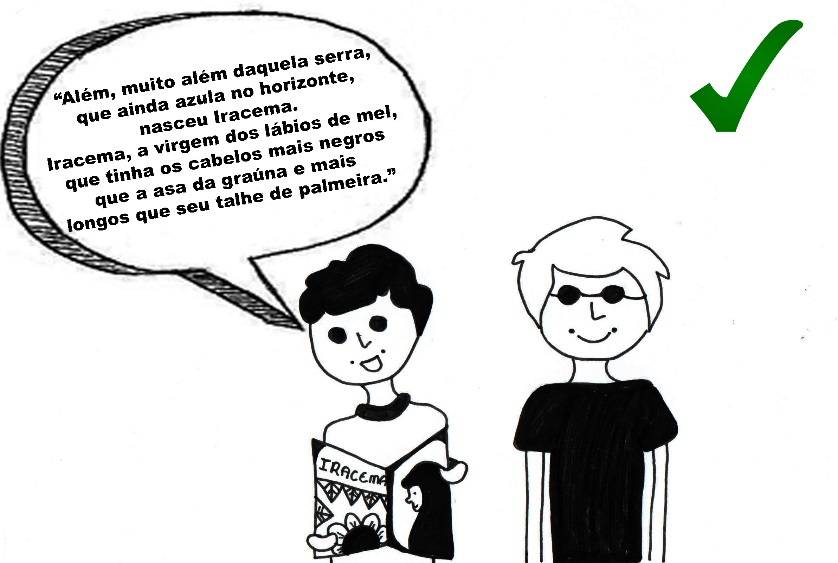 “Além, muito além daquela serra,
que ainda azula no horizonte,
nasceu Iracema.
Iracema, a virgem dos lábios de mel,
que tinha os cabelos mais negros
que a asa da graúna e mais
longos que seu talhe de palmeira.”
IRACEMA